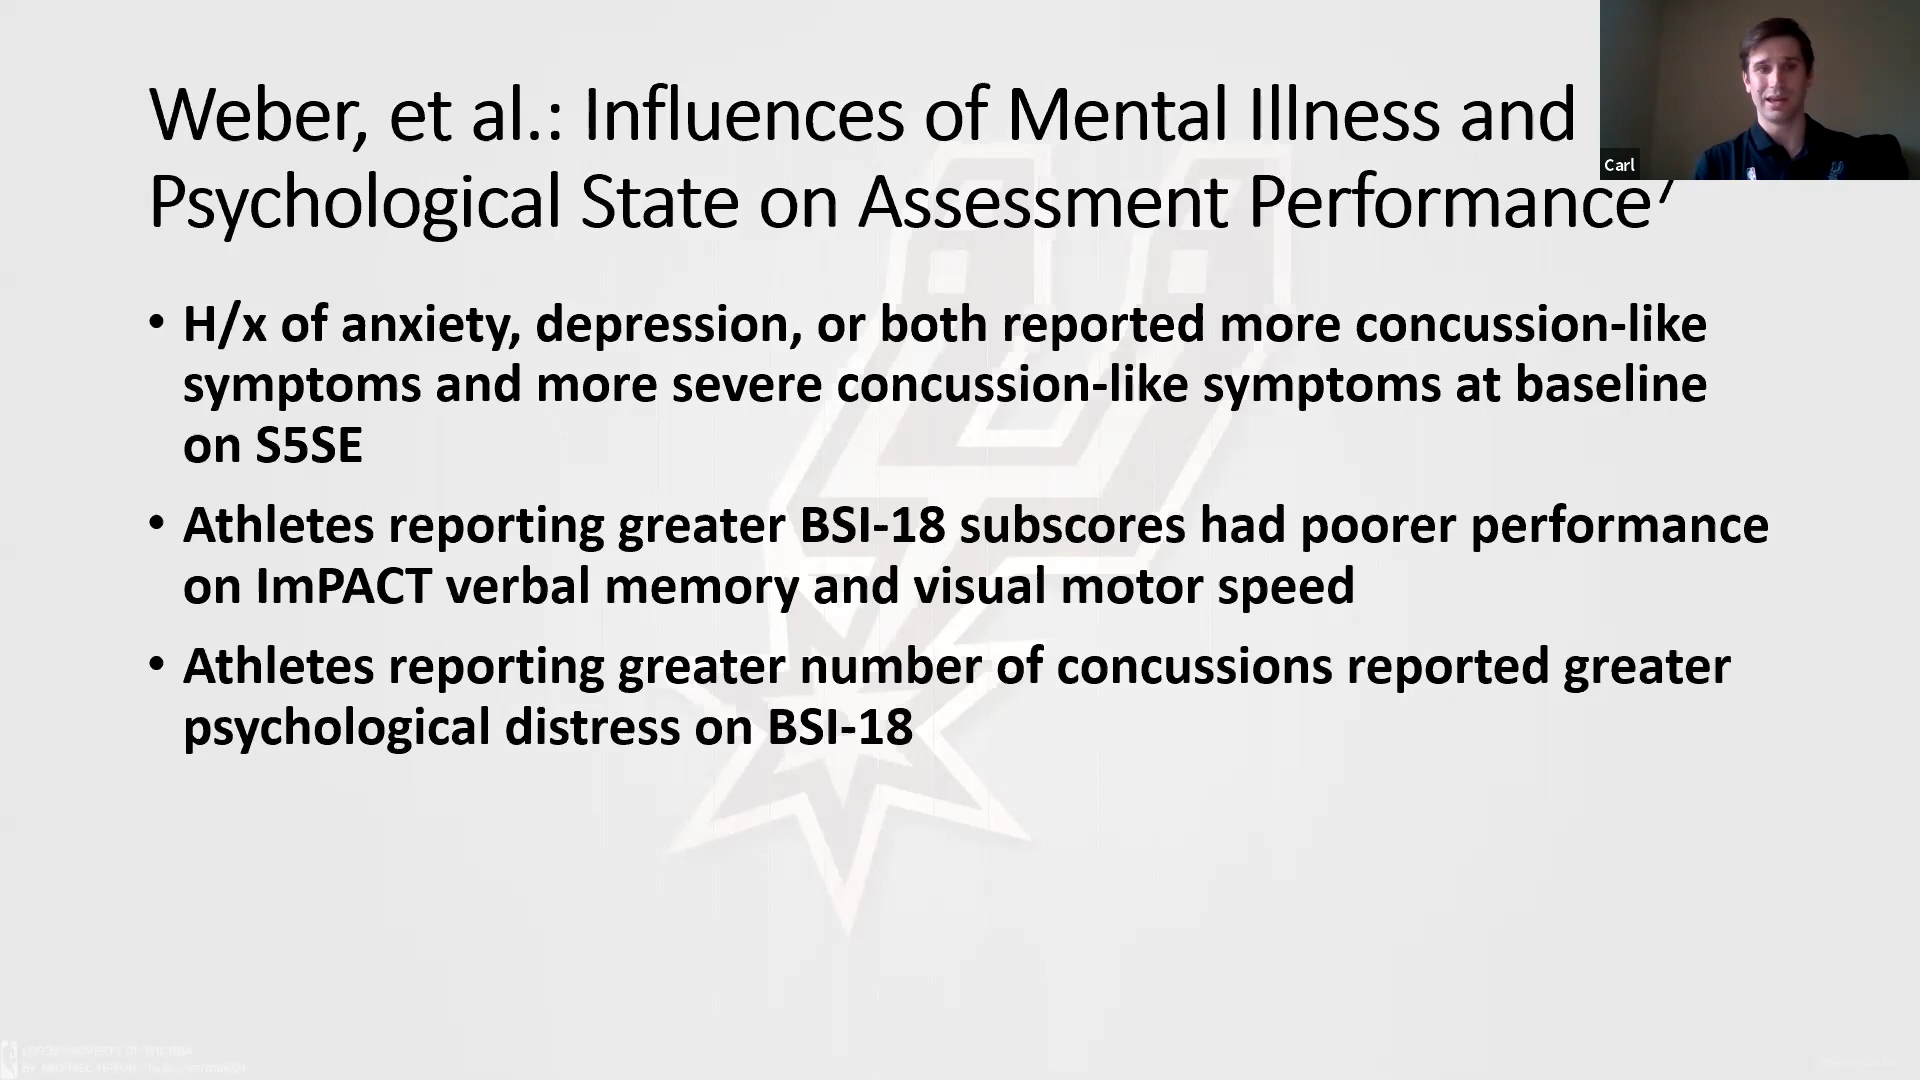 Weber, et al.: Influences of Mental Illness and
Psychological State on Assessment Performance
Carl
• H/x of anxiety, depression, or both reported more concussion-like
symptoms and more severe concussion-like symptoms at baseline
on S5SE
• Athletes reporting greater BSI-18 subscores had poorer performance
on ImPACT verbal memory and visual motor speed
• Athletes reporting greater number of concussions reported greater
psychological distress on BSI-18